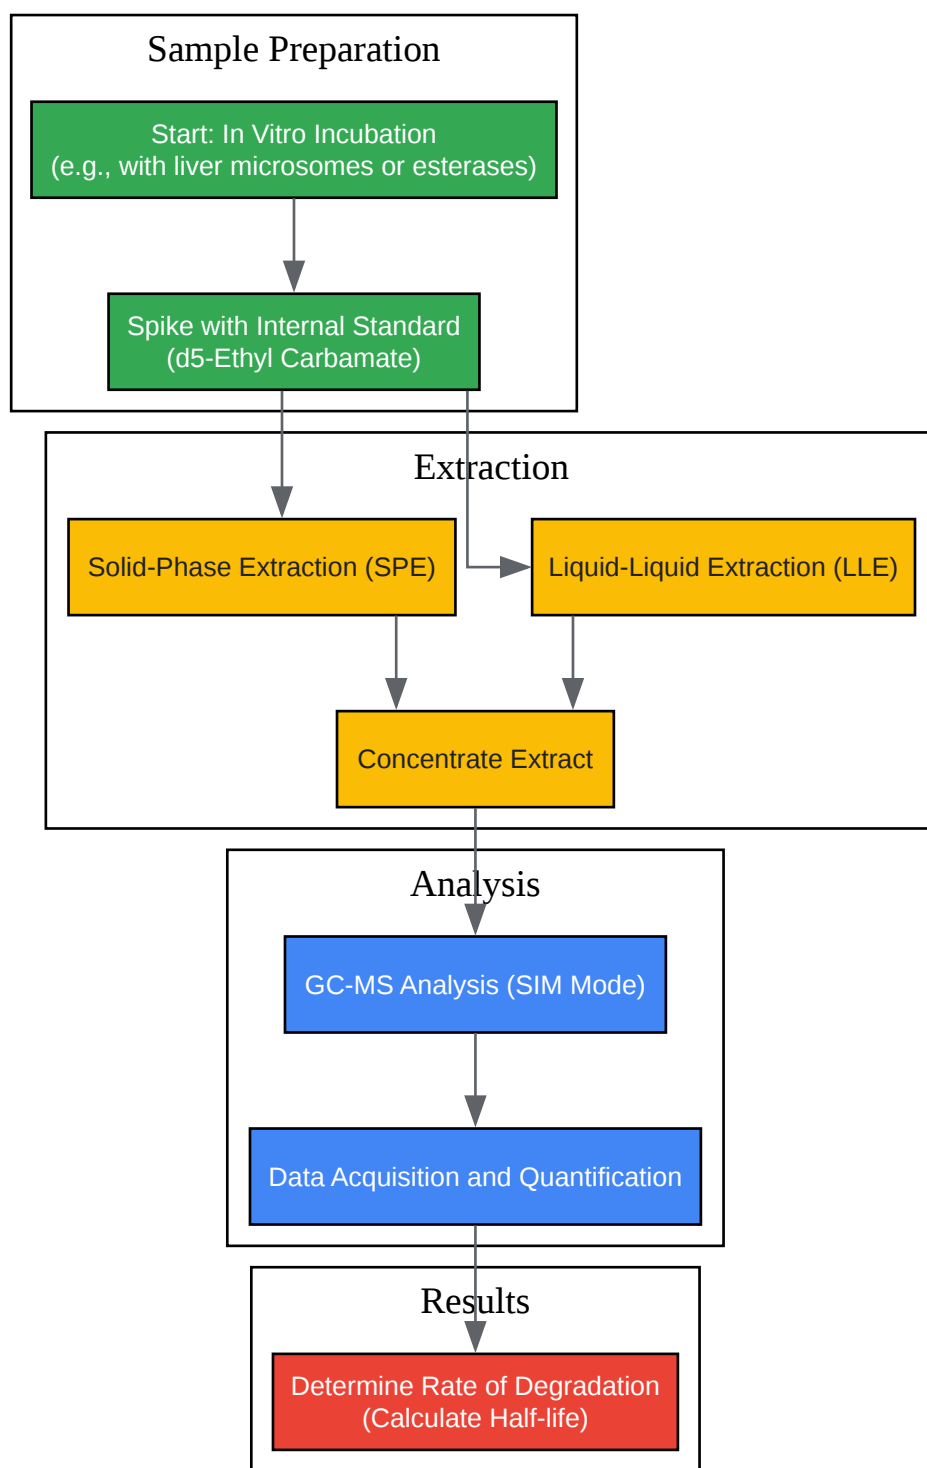 Sample Preparation
Start: In Vitro Incubation
(e.g., with liver microsomes or esterases)
Spike with Internal Standard
(d5-Ethyl Carbamate)
Extraction
Solid-Phase Extraction (SPE)
Liquid-Liquid Extraction (LLE)
Concentrate Extract
Analysis
GC-MS Analysis (SIM Mode)
Data Acquisition and Quantification
Results
Determine Rate of Degradation
(Calculate Half-life)